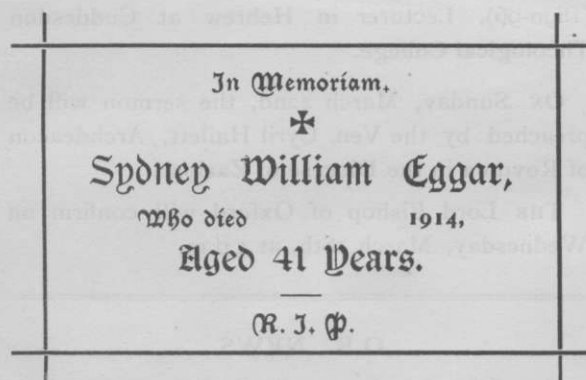 In Memoriam,
✠
Sydney William Eggar,
Who died 1914,
Aged 41 Years.
R. I. P.